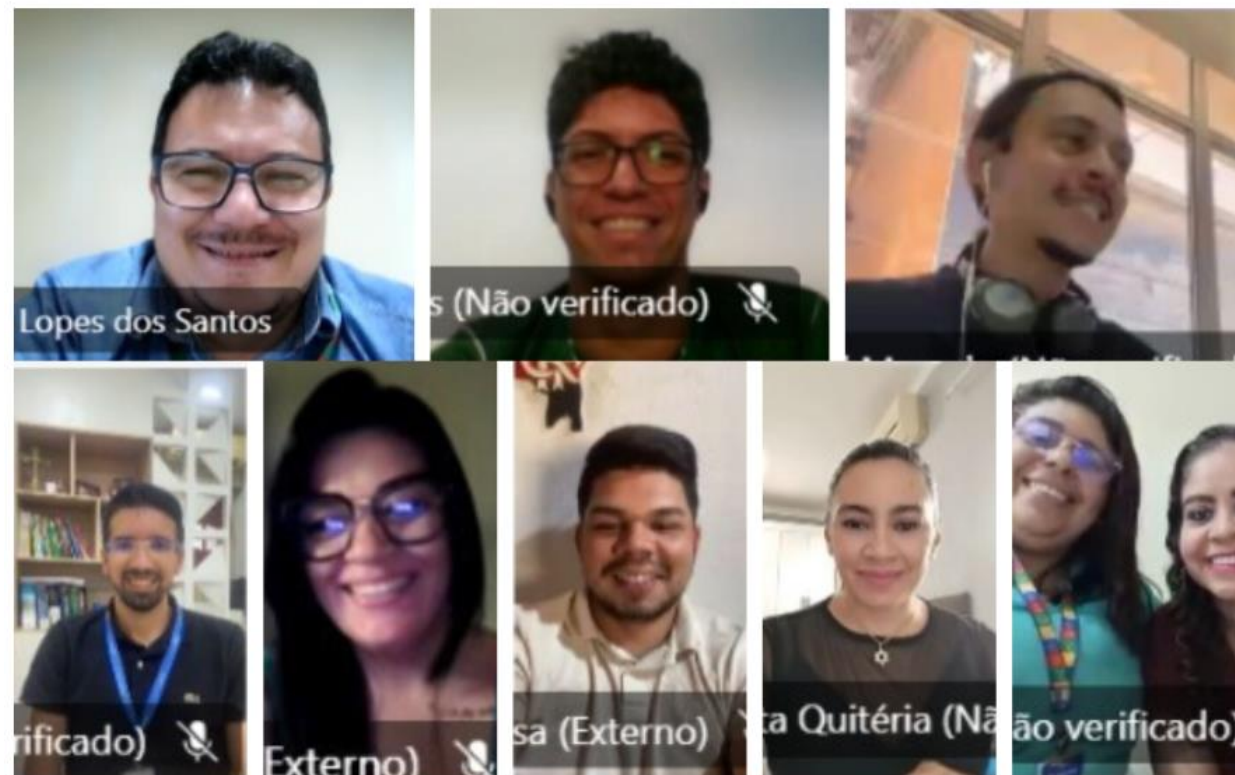 Lopes dos Santos
s (Não verificado)
rificado)
Externo)
sa (Externo)
ta Quitéria (Nã
ão verificado)